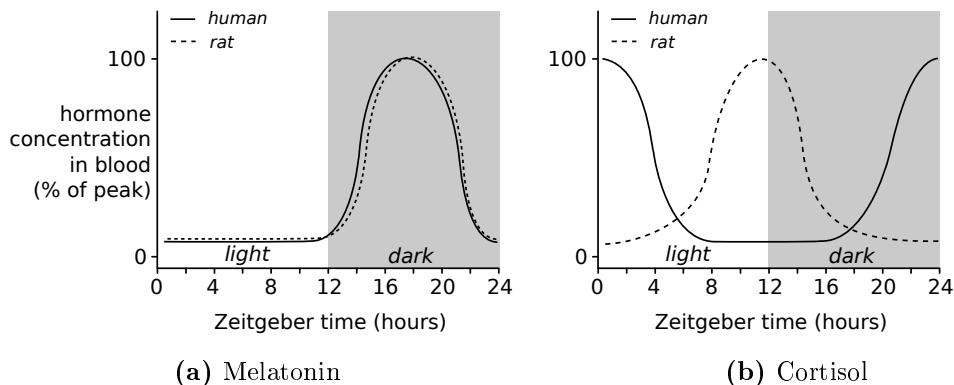 human
rat
100
hormone
concentration
in blood
(% of peak)
0
light
dark
0 4 8 12 16 20 24
Zeitgeber time (hours)
(a) Melatonin
human
rat
100
0
light
dark
0 4 8 12 16 20 24
Zeitgeber time (hours)
(b) Cortisol